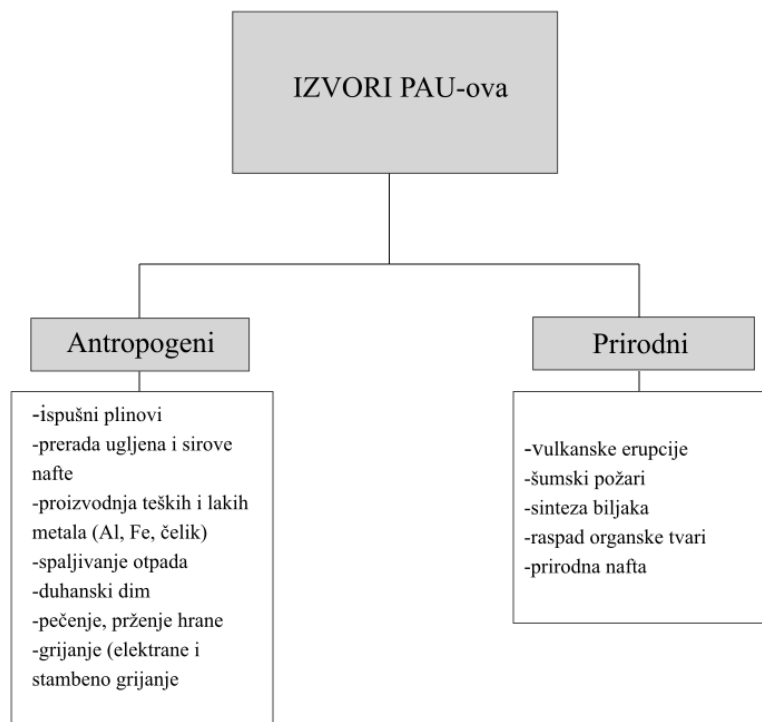 IZVORI PAU-ova
Antropogeni
-ispušni plinovi
-prerada ugljena i sirove
nafte
-proizvodnja teških i lakih
metala (Al, Fe, čelik)
-spaljivanje otpada
-duhanski dim
-pečenje, prženje hrane
-grijanje (elektrane i
stambeno grijanje
Prirodni
-vulkanske erupcije
-šumski požari
-sinteza biljaka
-raspad organske tvari
-prirodna nafta